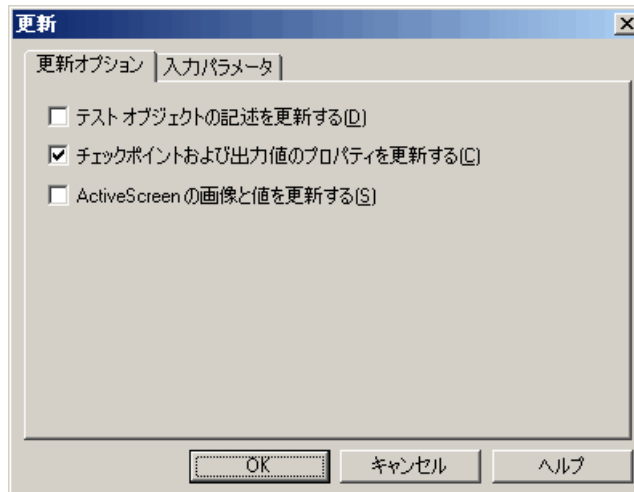 更新
更新オプション 入力パラメータ
テスト オブジェクトの記述を更新する(D)
チェックポイントおよび出力値のプロパティを更新する(C)
ActiveScreen の画像と値を更新する(S)
OK キャンセル ヘルプ